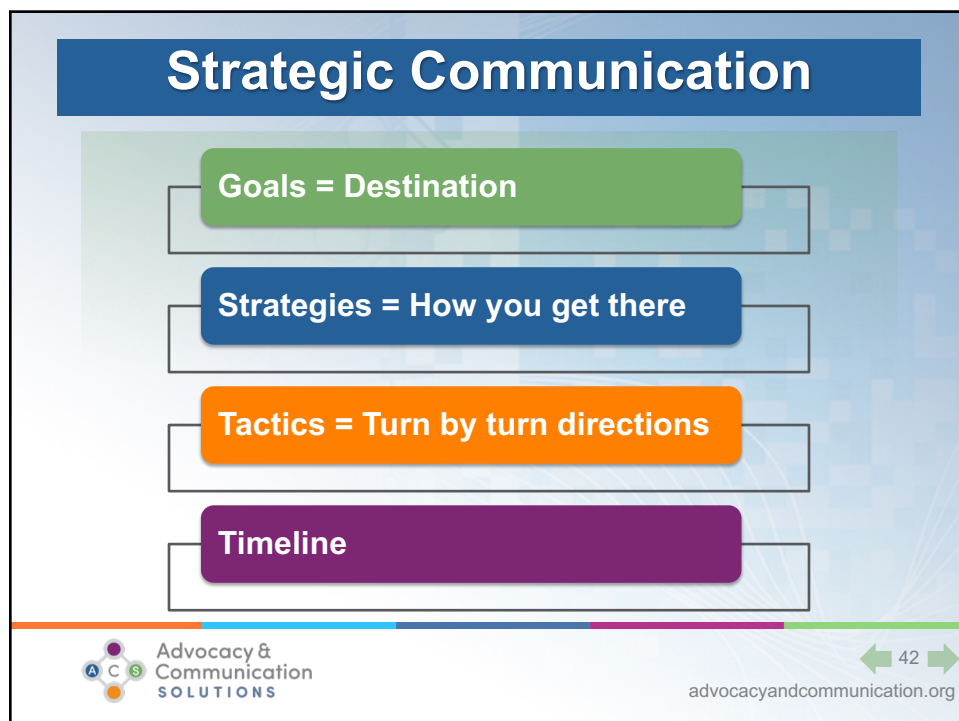 Strategic Communication
Goals = Destination
Strategies = How you get there
Tactics = Turn by turn directions
Timeline
A C S
Advocacy &
Communication
SOLUTIONS
42
advocacyandcommunication.org